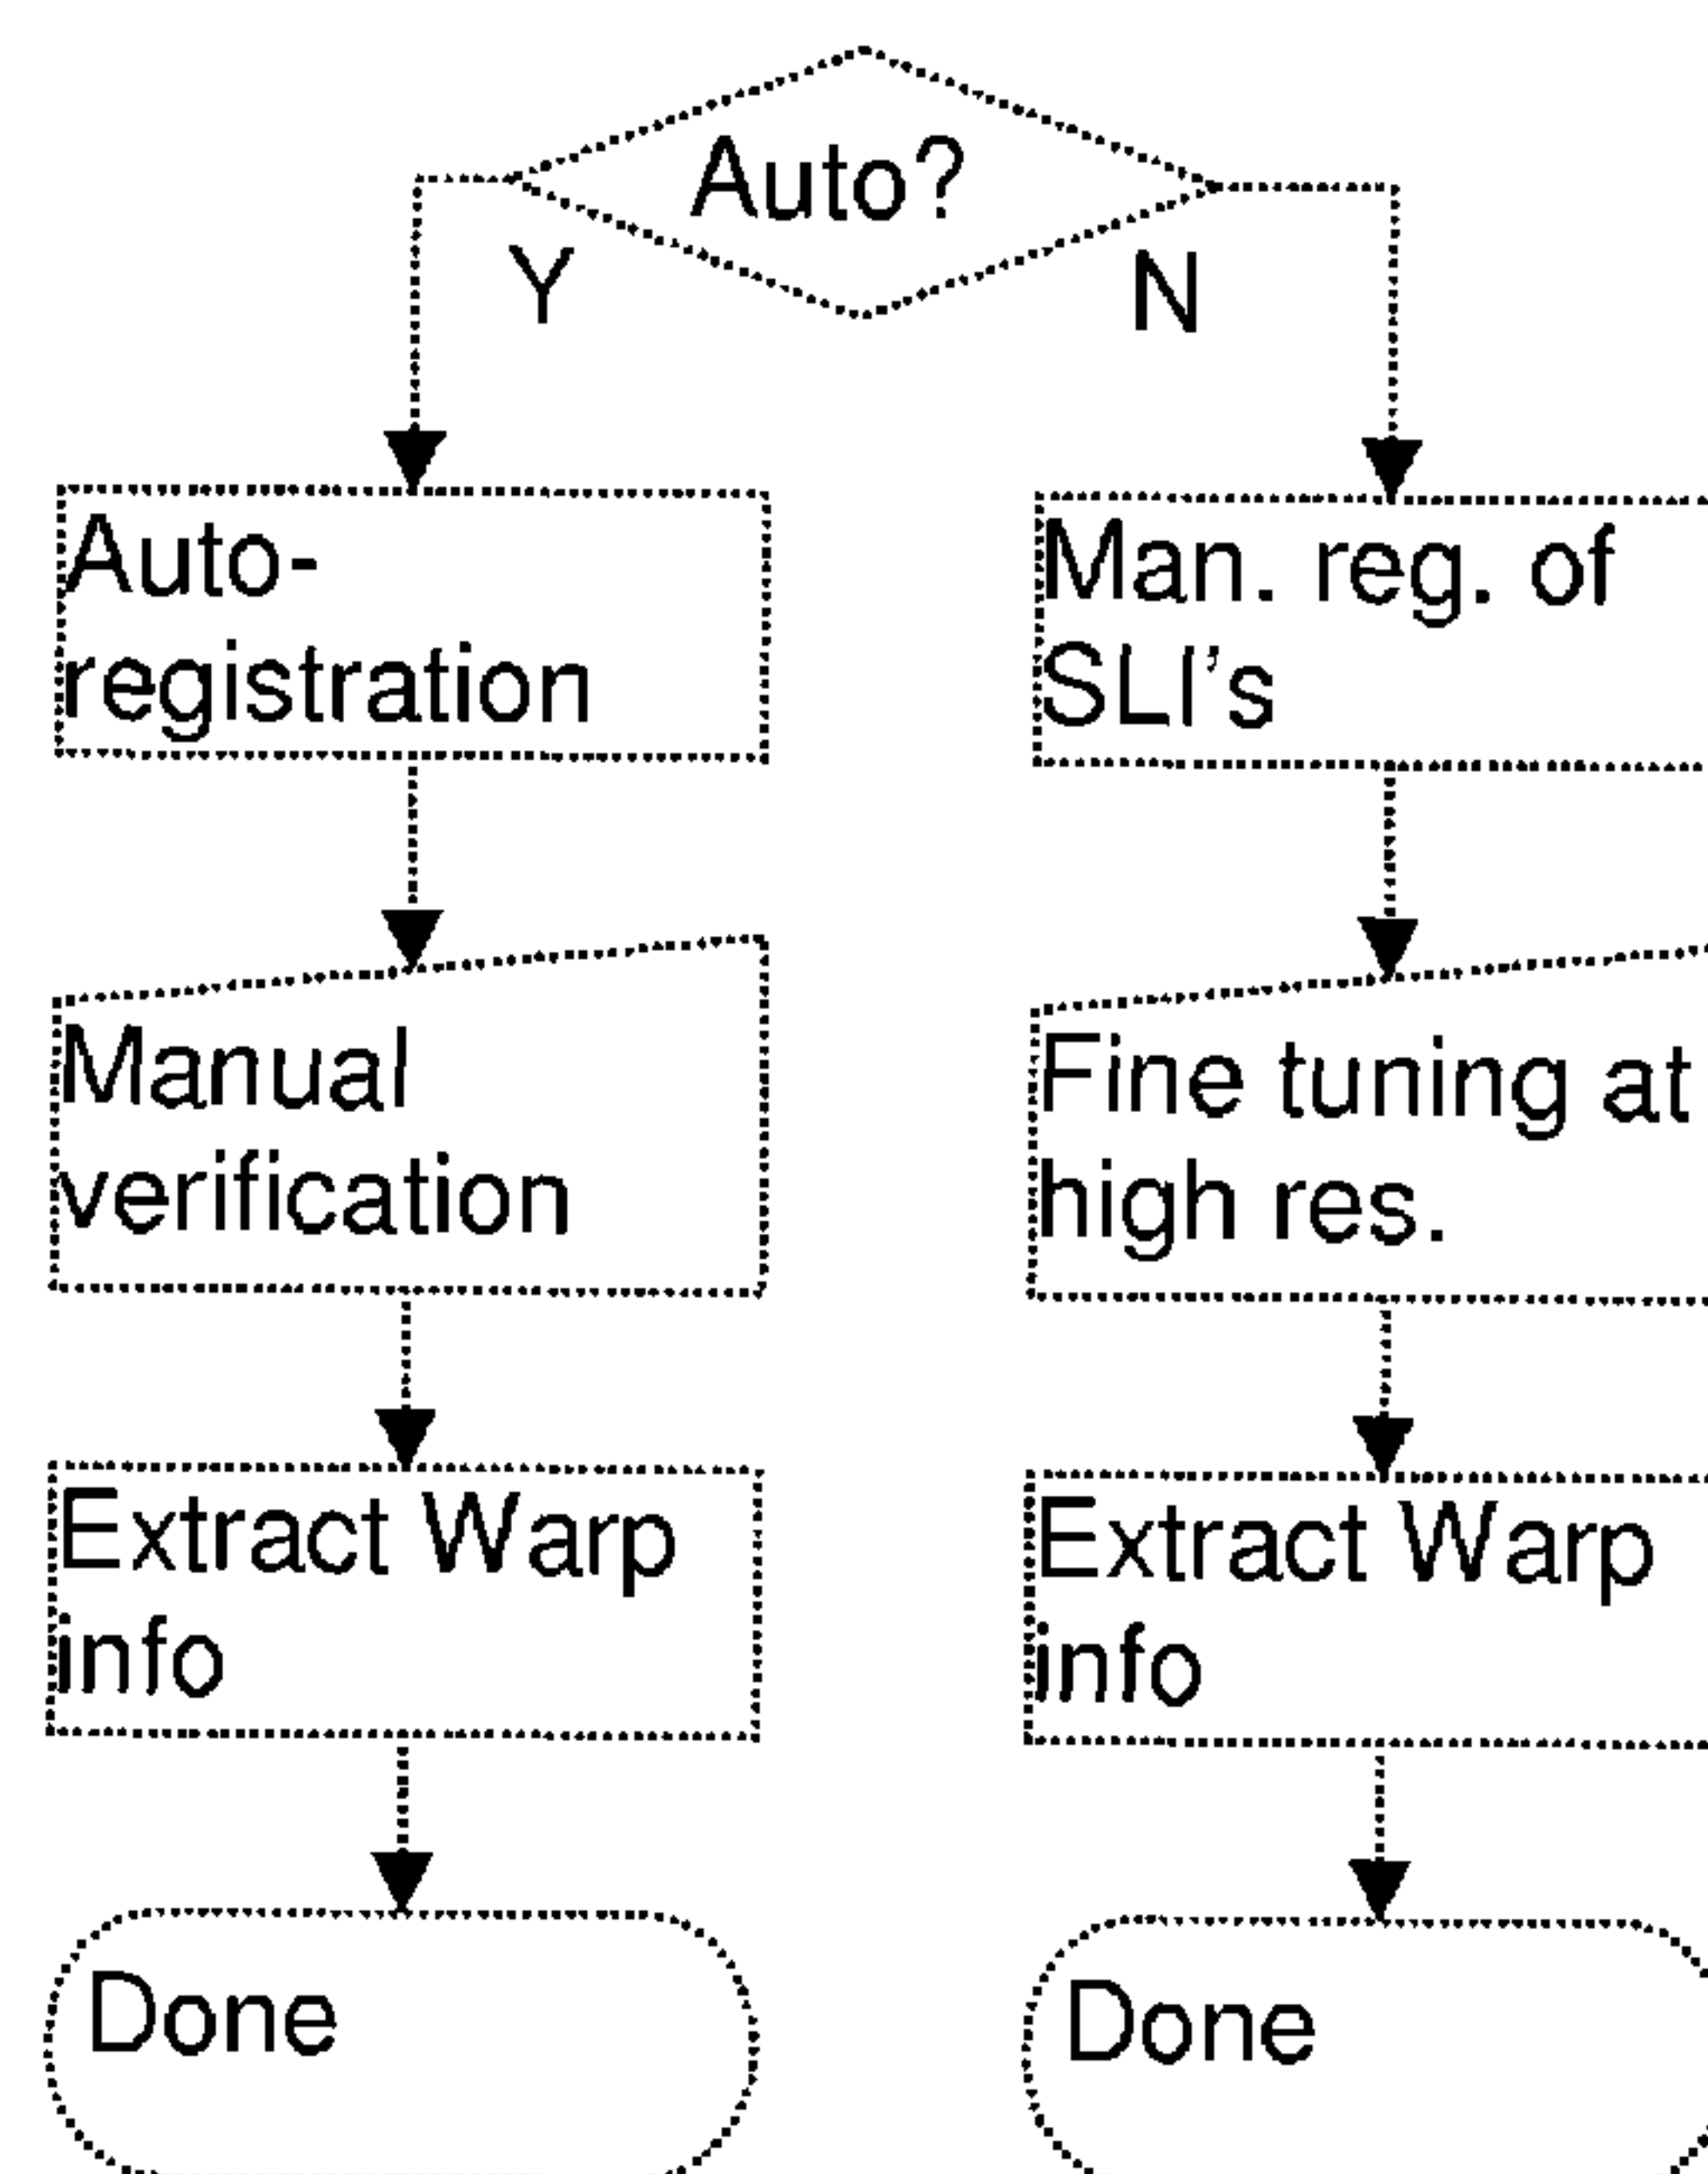 Auto?
Y
N
Auto-
registration
Man. reg. of
SLI's
Manual
verification
Fine tuning at
high res.
Extract Warp
info
Extract Warp
info
Done
Done